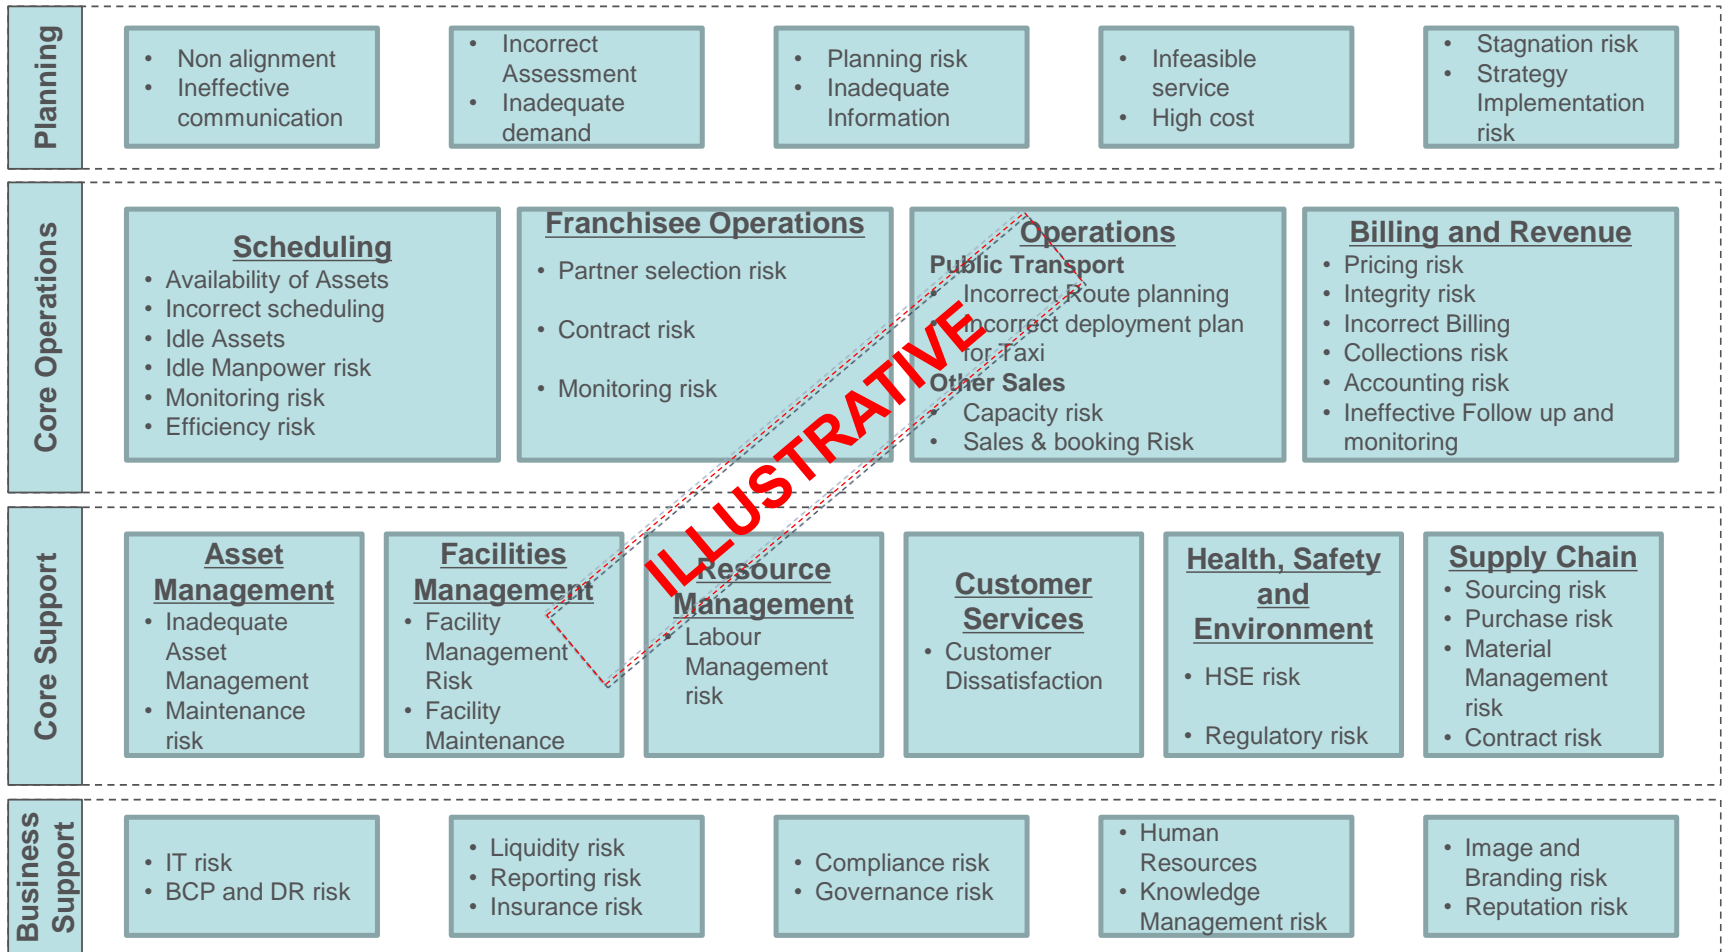 Planning
• Non alignment
• Ineffective
communication
• Incorrect
Assessment
• Inadequate
demand
• Planning risk
• Inadequate
Information
• Infeasible
service
• High cost
• Stagnation risk
• Strategy
Implementation
risk
Core Operations
Scheduling
• Availability of Assets
• Incorrect scheduling
• Idle Assets
• Idle Manpower risk
• Monitoring risk
• Efficiency risk
Franchisee Operations
• Partner selection risk
• Contract risk
• Monitoring risk
Operations
Public Transport
• Incorrect Route planning
• Incorrect deployment plan
for Taxi
Other Sales
• Capacity risk
• Sales & booking Risk
Billing and Revenue
• Pricing risk
• Integrity risk
• Incorrect Billing
• Collections risk
• Accounting risk
• Ineffective Follow up and
monitoring
ILLUSTRATIVE
Core Support
Asset
Management
• Inadequate
Asset
Management
• Maintenance
risk
Facilities
Management
• Facility
Management
Risk
• Facility
Maintenance
Resource
Management
• Labour
Management
risk
Customer
Services
• Customer
Dissatisfaction
Health, Safety
and
Environment
• HSE risk
• Regulatory risk
Supply Chain
• Sourcing risk
• Purchase risk
• Material
Management
risk
• Contract risk
Business
Support
• IT risk
• BCP and DR risk
• Liquidity risk
• Reporting risk
• Insurance risk
• Compliance risk
• Governance risk
• Human
Resources
• Knowledge
Management risk
• Image and
Branding risk
• Reputation risk